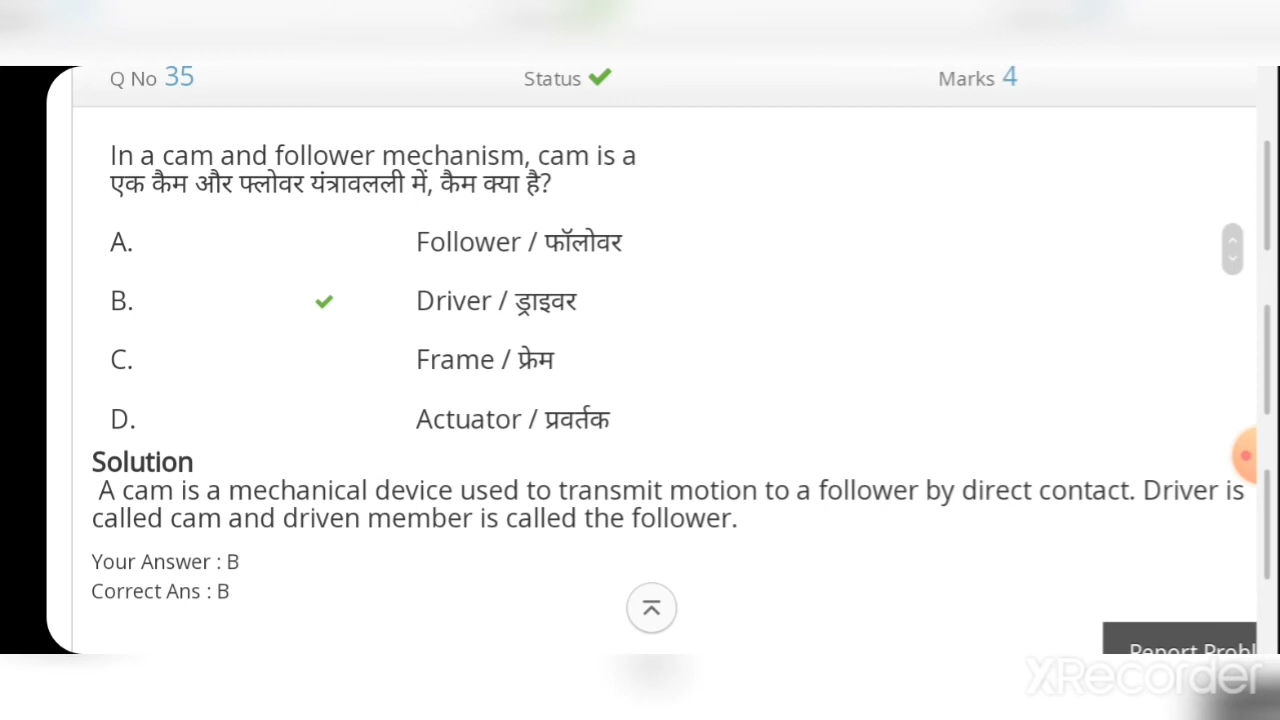 Q No 35 Status Marks 4
In a cam and follower mechanism, cam is a
एक कैम और फ्लोवर यंत्रावलली में, कैम क्या है?
A. Follower / फॉलोवर
B. Driver / ड्राइवर
C. Frame / फ्रेम
D. Actuator / प्रवर्तक
Solution
A cam is a mechanical device used to transmit motion to a follower by direct contact. Driver is
called cam and driven member is called the follower.
Your Answer : B
Correct Ans : B
Report Probl
XRecorder